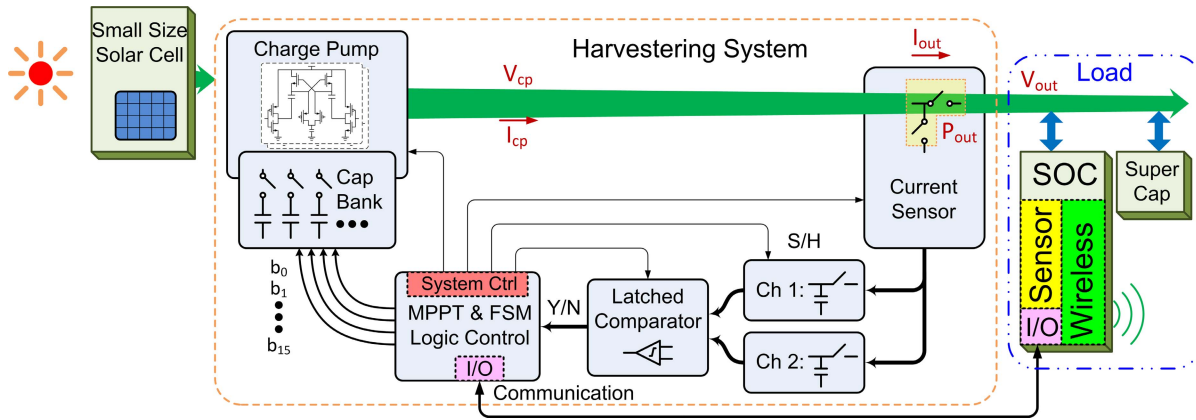 Small Size
Solar Cell
Charge Pump
Harvestering System
Iout
Load
Vcp
Icp
Vout
Pout
Cap
Bank
Current
Sensor
SOC
Super
Cap
Sensor
Wireless
I/O
S/H
b0
b1
b15
System Ctrl
MPPT & FSM
Logic Control
I/O
Y/N
Latched
Comparator
Ch 1:
Ch 2:
Communication